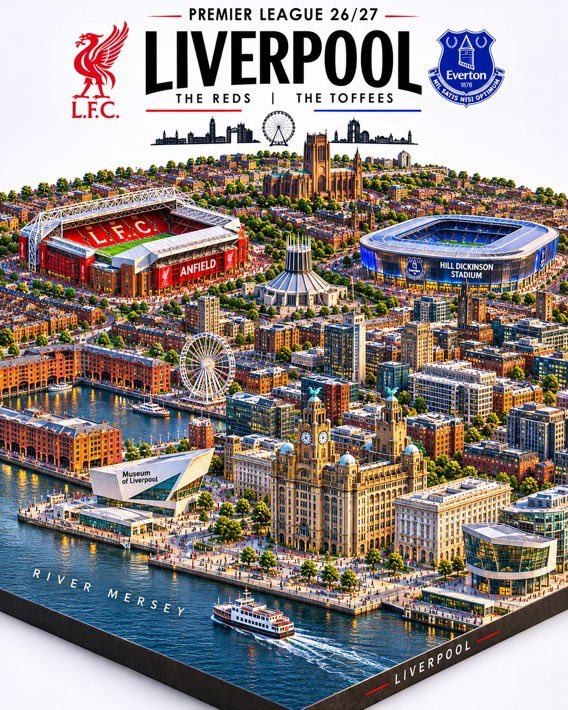 PREMIER LEAGUE 26/27
LIVERPOOL
THE REDS | THE TOFFEES
L.F.C.
Everton
1878
NIL SATIS NISI OPTIMUM
L.F.C.
ANFIELD
HILL DICKINSON
STADIUM
Museum
of Liverpool
RIVER MERSEY
LIVERPOOL